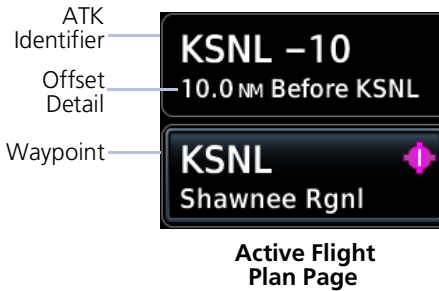 ATK
Identifier
KSNL –10
Offset
Detail
10.0 NM Before KSNL
Waypoint
KSNL
Shawnee Rgnl
Active Flight
Plan Page